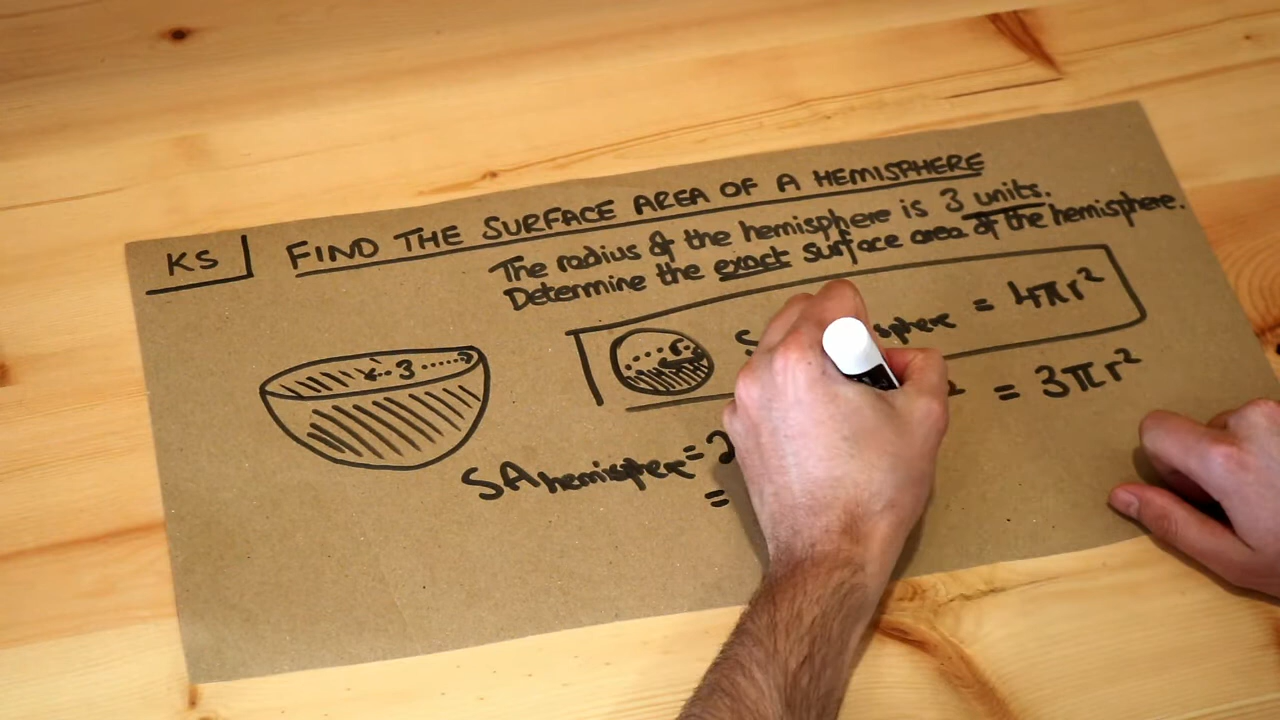 KS
FIND THE SURFACE AREA OF A HEMISPHERE
The radius of the hemisphere is 3 units.
Determine the exact surface area of the hemisphere.
r
= 4πr²
3
SA hemisphere = 2 = 3πr²
=